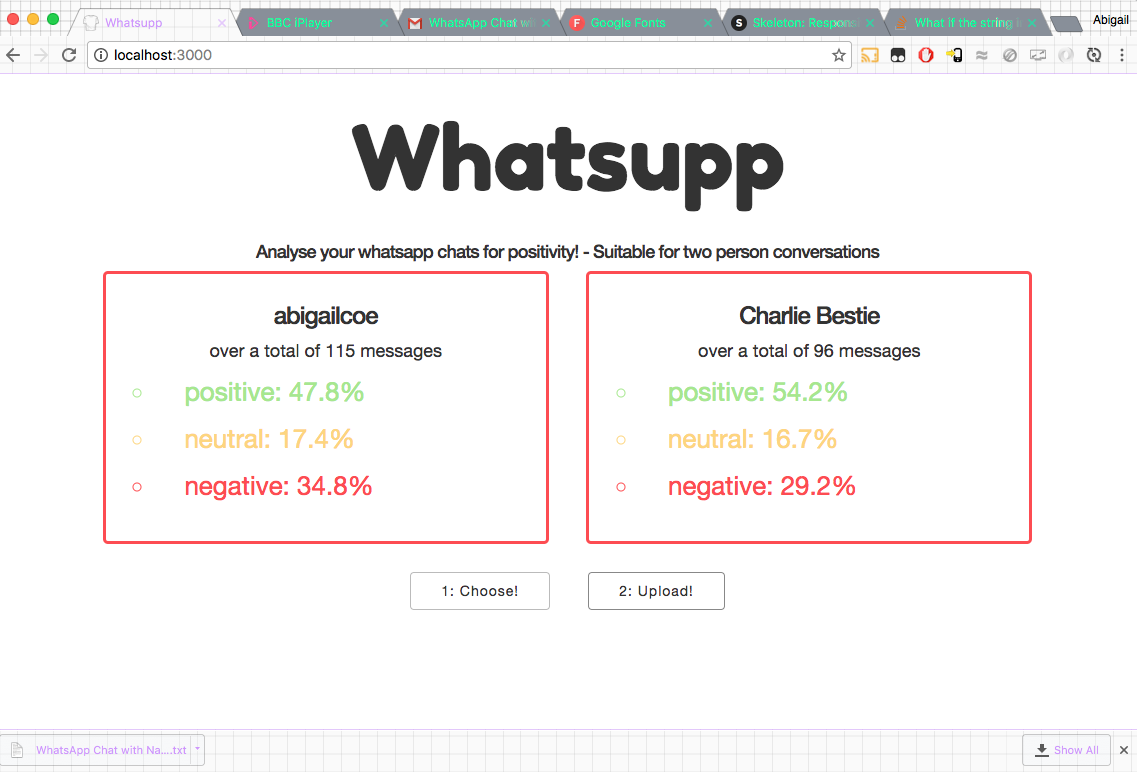 Whatsupp
BBC iPlayer
WhatsApp Chat wi
Google Fonts
Skeleton: Respons
What if the string i
Abigail
localhost:3000
Whatsupp
Analyse your whatsapp chats for positivity! - Suitable for two person conversations
abigailcoe
over a total of 115 messages
positive: 47.8%
neutral: 17.4%
negative: 34.8%
Charlie Bestie
over a total of 96 messages
positive: 54.2%
neutral: 16.7%
negative: 29.2%
1: Choose!
2: Upload!
WhatsApp Chat with Na....txt
Show All